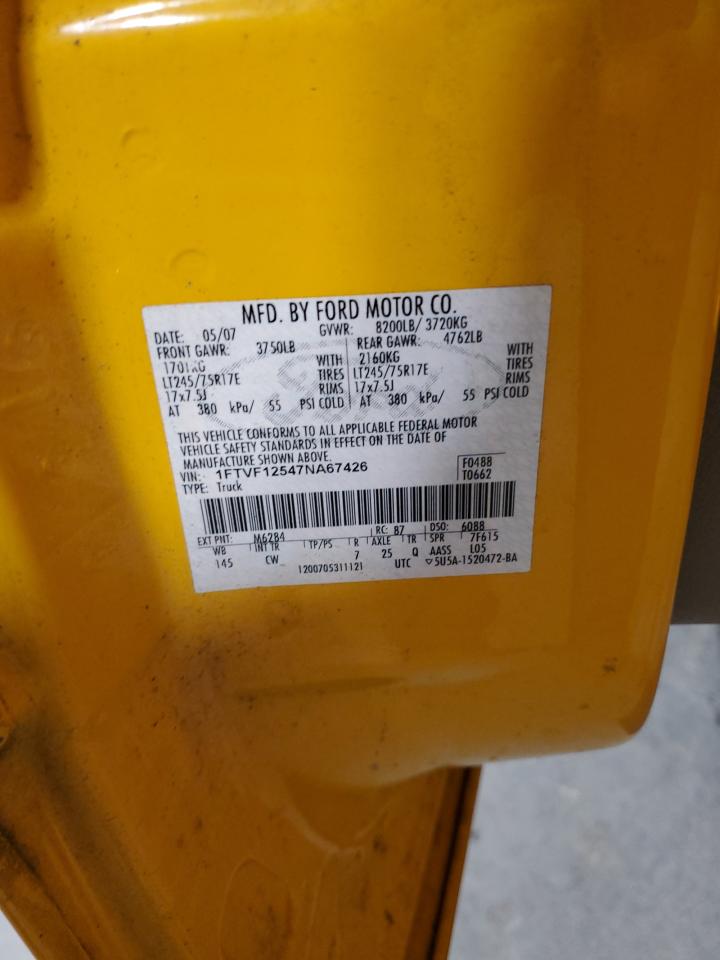 MFD. BY FORD MOTOR CO.
DATE: 05/07 GVWR: 8200LB/ 3720KG
FRONT GAWR: 3750LB REAR GAWR: 4762LB
1701KG WITH 2160KG WITH
LT245/75R17E TIRES LT245/75R17E TIRES
17x7.5J RIMS 17x7.5J RIMS
AT 380 kPa/ 55 PSI COLD AT 380 kPa/ 55 PSI COLD
THIS VEHICLE CONFORMS TO ALL APPLICABLE FEDERAL MOTOR
VEHICLE SAFETY STANDARDS IN EFFECT ON THE DATE OF
MANUFACTURE SHOWN ABOVE.
VIN: 1FTVF12547NA67426 F0488
TYPE: Truck T0662
EXT PNT: M6284 RC: 87 DSO: 6088
WB INT TR TP/PS R AXLE TR SPR 7F615
145 CW 7 25 Q AASS L05
1200705311121 UTC ▽5U5A-1520472-BA